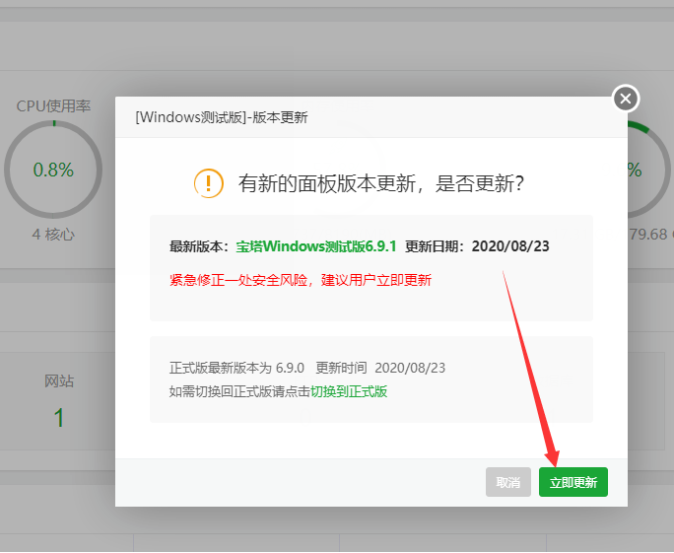 CPU使用率
[Windows测试版]-版本更新
0.8%
%
有新的面板版本更新，是否更新？
4 核心
79.68
最新版本：宝塔Windows测试版6.9.1 更新日期：2020/08/23
紧急修正一处安全风险，建议用户立即更新
正式版最新版本为 6.9.0 更新时间 2020/08/23
网站
如需切换回正式版请点击切换到正式版
1
取消 立即更新